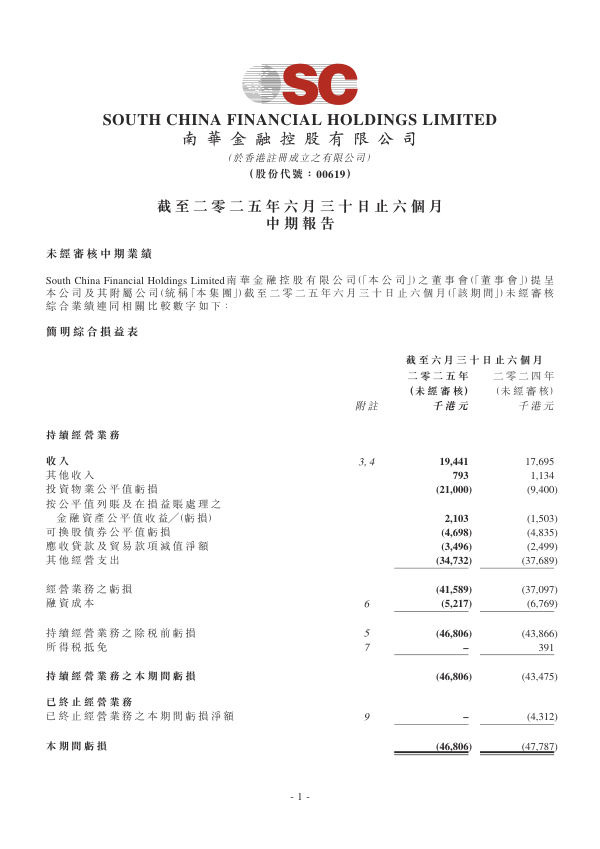 SC
SOUTH CHINA FINANCIAL HOLDINGS LIMITED
南華金融控股有限公司
(於香港註冊成立之有限公司)
(股份代號：00619)
截至二零二五年六月三十日止六個月
中期報告
未經審核中期業績
South China Financial Holdings Limited南華金融控股有限公司(「本公司」)之董事會(「董事會」)提呈
本公司及其附屬公司(統稱「本集團」)截至二零二五年六月三十日止六個月(「該期間」)未經審核
綜合業績連同相關比較數字如下：
簡明綜合損益表
截至六月三十日止六個月
二零二五年 二零二四年
(未經審核) (未經審核)
附註 千港元 千港元
持續經營業務
收入 3, 4 19,441 17,695
其他收入 793 1,134
投資物業公平值虧損 (21,000) (9,400)
按公平值列賬及在損益賬處理之
金融資產公平值收益／(虧損) 2,103 (1,503)
可換股債券公平值虧損 (4,698) (4,835)
應收貸款及貿易款項減值淨額 (3,496) (2,499)
其他經營支出 (34,732) (37,689)
經營業務之虧損 (41,589) (37,097)
融資成本 6 (5,217) (6,769)
持續經營業務之除稅前虧損 5 (46,806) (43,866)
所得稅抵免 7 – 391
持續經營業務之本期間虧損 (46,806) (43,475)
已終止經營業務
已終止經營業務之本期間虧損淨額 9 – (4,312)
本期間虧損 (46,806) (47,787)
- 1 -